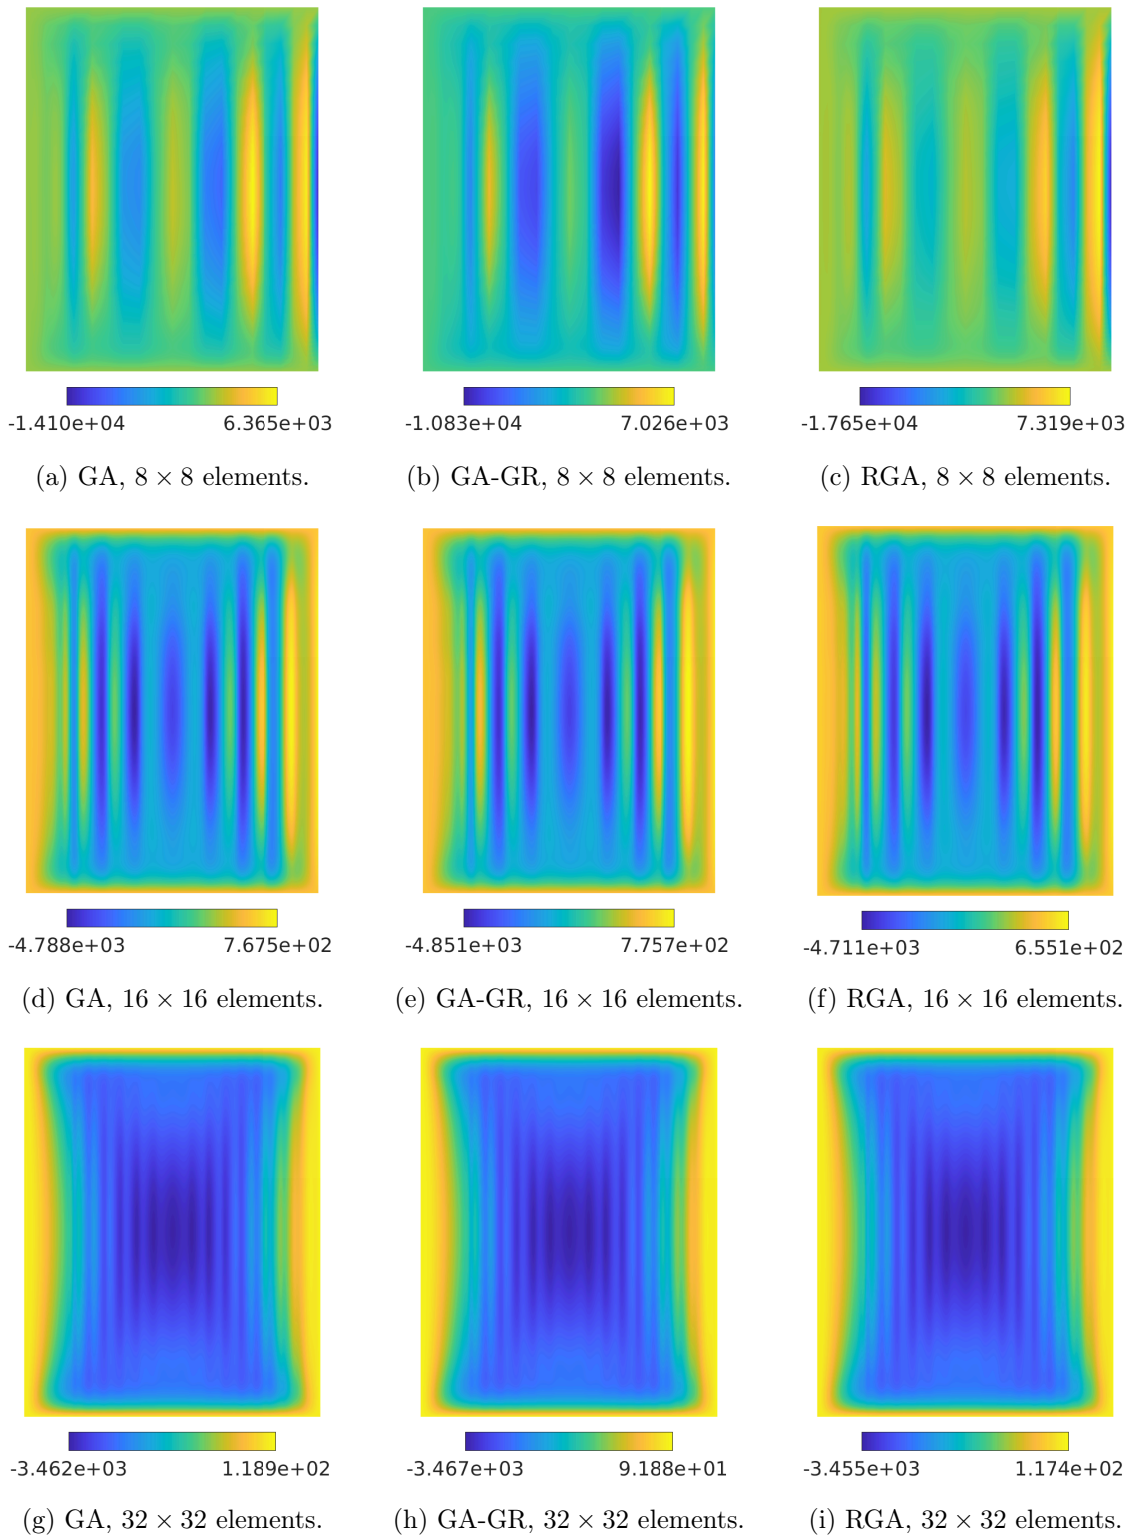 -1.410e+04 6.365e+03 -1.083e+04 7.026e+03 -1.765e+04 7.319e+03
(a) GA, 8 × 8 elements. (b) GA-GR, 8 × 8 elements. (c) RGA, 8 × 8 elements.
-4.788e+03 7.675e+02 -4.851e+03 7.757e+02 -4.711e+03 6.551e+02
(d) GA, 16 × 16 elements. (e) GA-GR, 16 × 16 elements. (f) RGA, 16 × 16 elements.
-3.462e+03 1.189e+02 -3.467e+03 9.188e+01 -3.455e+03 1.174e+02
(g) GA, 32 × 32 elements. (h) GA-GR, 32 × 32 elements. (i) RGA, 32 × 32 elements.